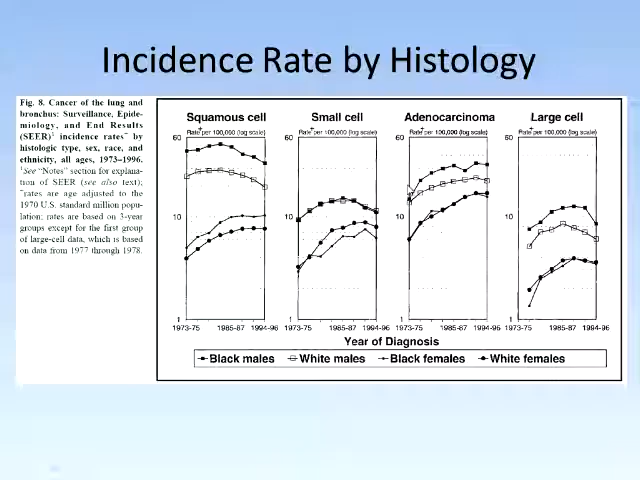 Incidence Rate by Histology
Fig. 8. Cancer of the lung and
bronchus: Surveillance, Epide-
miology, and End Results
(SEER)¹ incidence rates⁺ by
histologic type, sex, race, and
ethnicity, all ages, 1973–1996.
¹See “Notes” section for explana-
tion of SEER (see also text);
⁺rates are age adjusted to the
1970 U.S. standard million popu-
lation; rates are based on 3-year
groups except for the first group
of large-cell data, which is based
on data from 1977 through 1978.
Squamous cell Small cell Adenocarcinoma Large cell
Rate⁺ per 100,000 (log scale) Rate⁺ per 100,000 (log scale) Rate⁺ per 100,000 (log scale) Rate⁺ per 100,000 (log scale)
60 60 60 60
10 10 10 10
1 1 1 1
1973-75 1985-87 1994-96 1973-75 1985-87 1994-96 1973-75 1985-87 1994-96 1973-75 1985-87 1994-96
Year of Diagnosis
Black males White males Black females White females